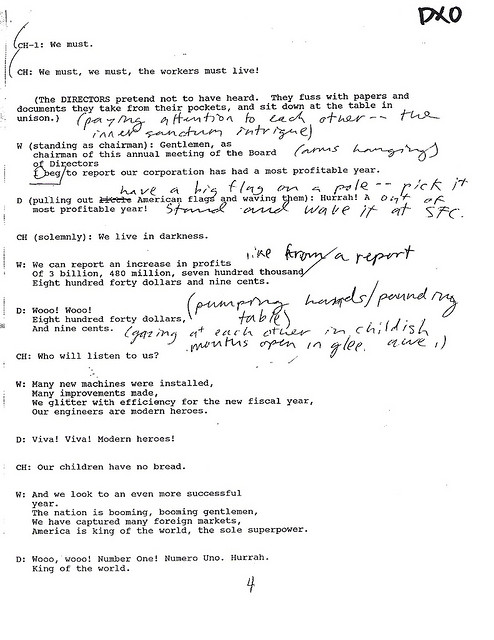 DXO
CH-1: We must.
CH: We must, we must, the workers must live!
(The DIRECTORS pretend not to have heard. They fuss with papers and
documents they take from their pockets, and sit down at the table in
unison.) (paying attention to each other -- the
inner sanctum intrigue)
W (standing as chairman): Gentlemen, as (arms hanging)
chairman of this annual meeting of the Board
of Directors
I beg to report our corporation has had a most profitable year.
have a big flag on a pole -- pick it
D (pulling out little American flags and waving them): Hurrah! A out of
most profitable year! Stand and wave it at SFC.
CH (solemnly): We live in darkness.
like from a report
W: We can report an increase in profits
Of 3 billion, 480 million, seven hundred thousand
Eight hundred forty dollars and nine cents.
D: Wooo! Wooo! (pumping hands/pounding
Eight hundred forty dollars, table)
And nine cents. (gazing at each other in childish
mouths open in glee. awe!)
CH: Who will listen to us?
W: Many new machines were installed,
Many improvements made,
We glitter with efficiency for the new fiscal year,
Our engineers are modern heroes.
D: Viva! Viva! Modern heroes!
CH: Our children have no bread.
W: And we look to an even more successful
year.
The nation is booming, booming gentlemen,
We have captured many foreign markets,
America is king of the world, the sole superpower.
D: Wooo, wooo! Number One! Numero Uno. Hurrah.
King of the world.
4